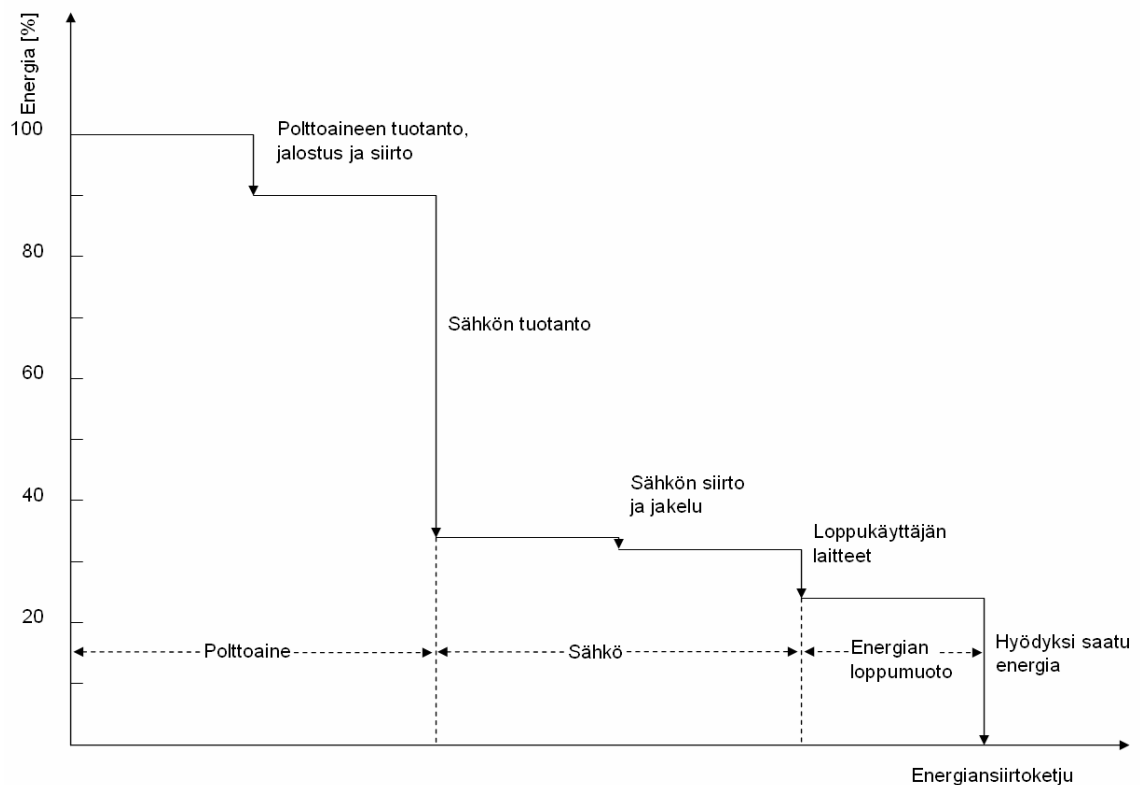 Energia [%]
100
Polttoaineen tuotanto,
jalostus ja siirto
80
Sähkön tuotanto
60
40
Sähkön siirto
ja jakelu
Loppukäyttäjän
laitteet
20
Polttoaine
Sähkö
Energian
loppumuoto
Hyödyksi saatu
energia
Energiansiirtoketju